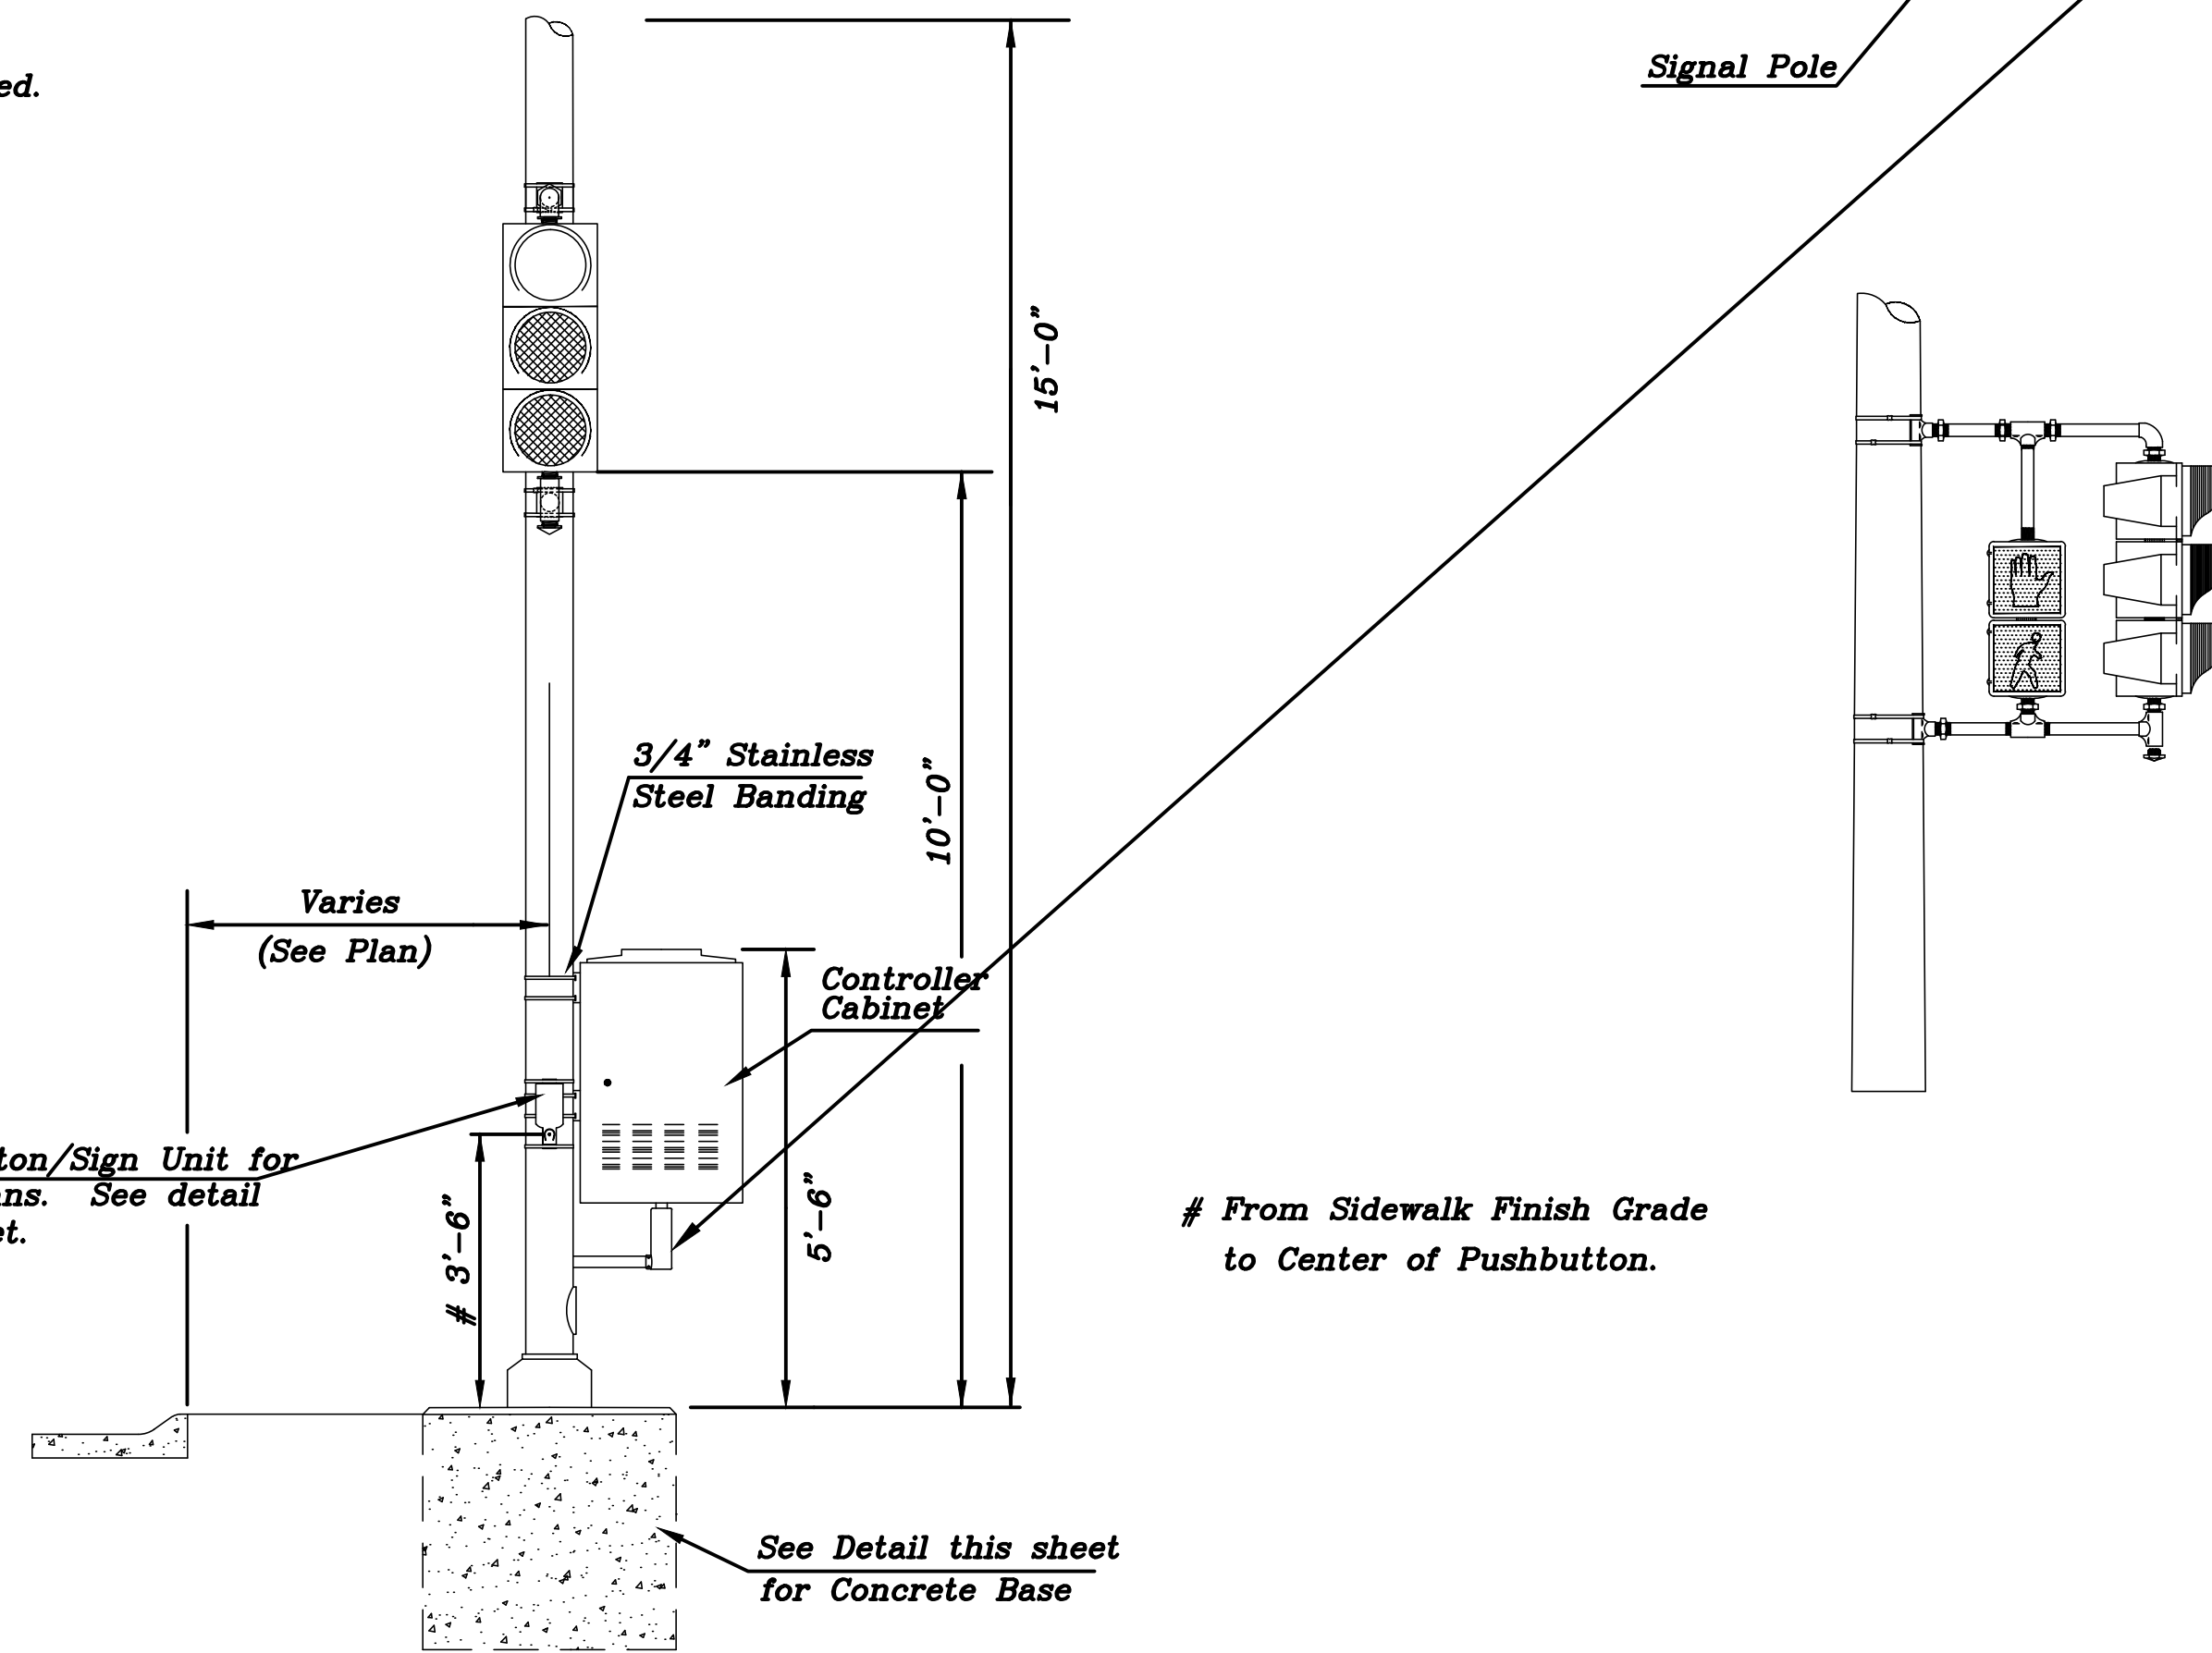 ed.
Signal Pole
15'-0"
3/4" Stainless
Steel Banding
10'-0"
Varies
(See Plan)
Controller
Cabinet
ton/Sign Unit for
ns. See detail
et.
# 3'-6"
5'-6"
# From Sidewalk Finish Grade
to Center of Pushbutton.
See Detail this sheet
for Concrete Base